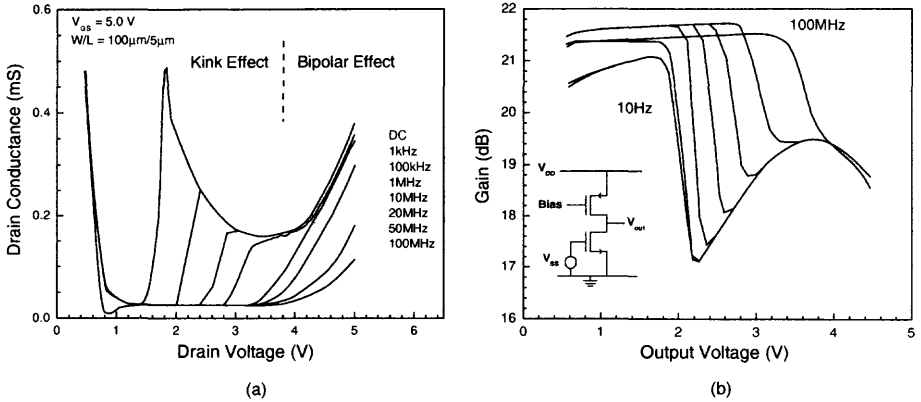 V_GS = 5.0 V
W/L = 100μm/5μm
Kink Effect
Bipolar Effect
DC
1kHz
100kHz
1MHz
10MHz
20MHz
50MHz
100MHz
Drain Conductance (mS)
0.6
0.4
0.2
0.0
0 1 2 3 4 5 6
Drain Voltage (V)
(a)
100MHz
10Hz
V_DD
Bias
V_out
V_ss
Gain (dB)
22
21
20
19
18
17
16
0 1 2 3 4 5
Output Voltage (V)
(b)